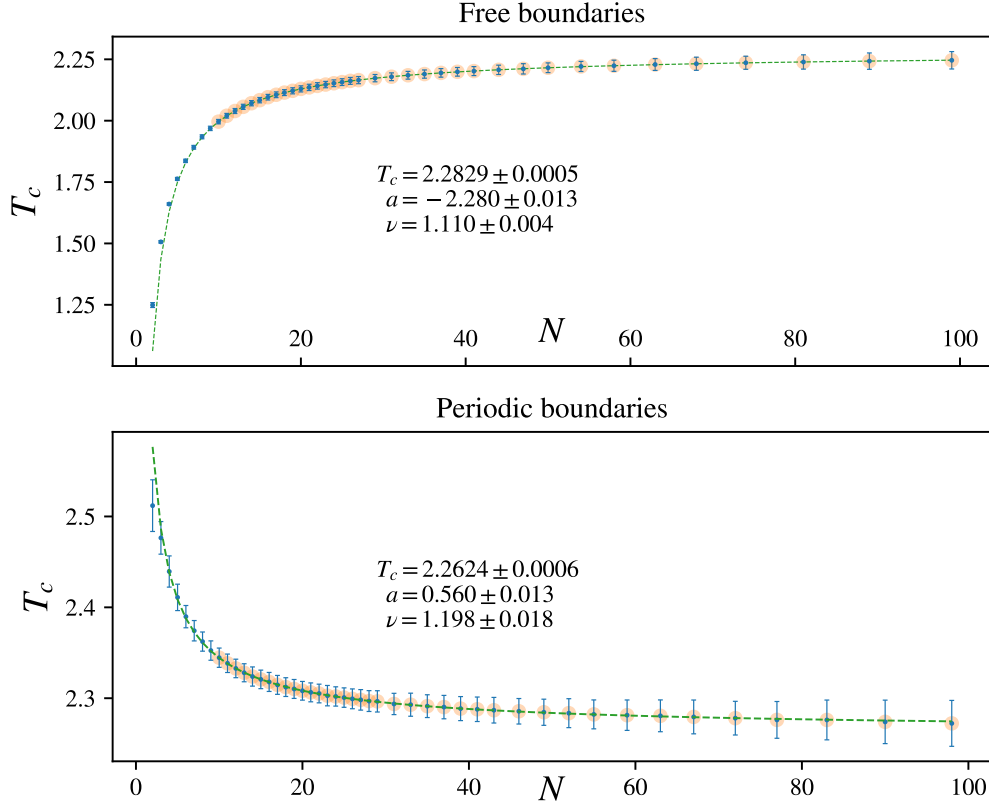 Free boundaries
2.25
2.00
1.75
1.50
1.25
T_c
T_c = 2.2829 ± 0.0005
a = −2.280 ± 0.013
ν = 1.110 ± 0.004
0 20 40 60 80 100
N
Periodic boundaries
2.5
2.4
2.3
T_c
T_c = 2.2624 ± 0.0006
a = 0.560 ± 0.013
ν = 1.198 ± 0.018
0 20 40 60 80 100
N